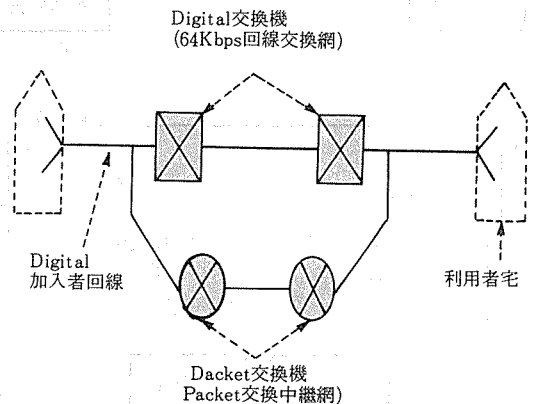 Digital交換機
(64Kbps回線交換網)
Digital
加入者回線
利用者宅
Dacket交換機
Packet交換中継網)